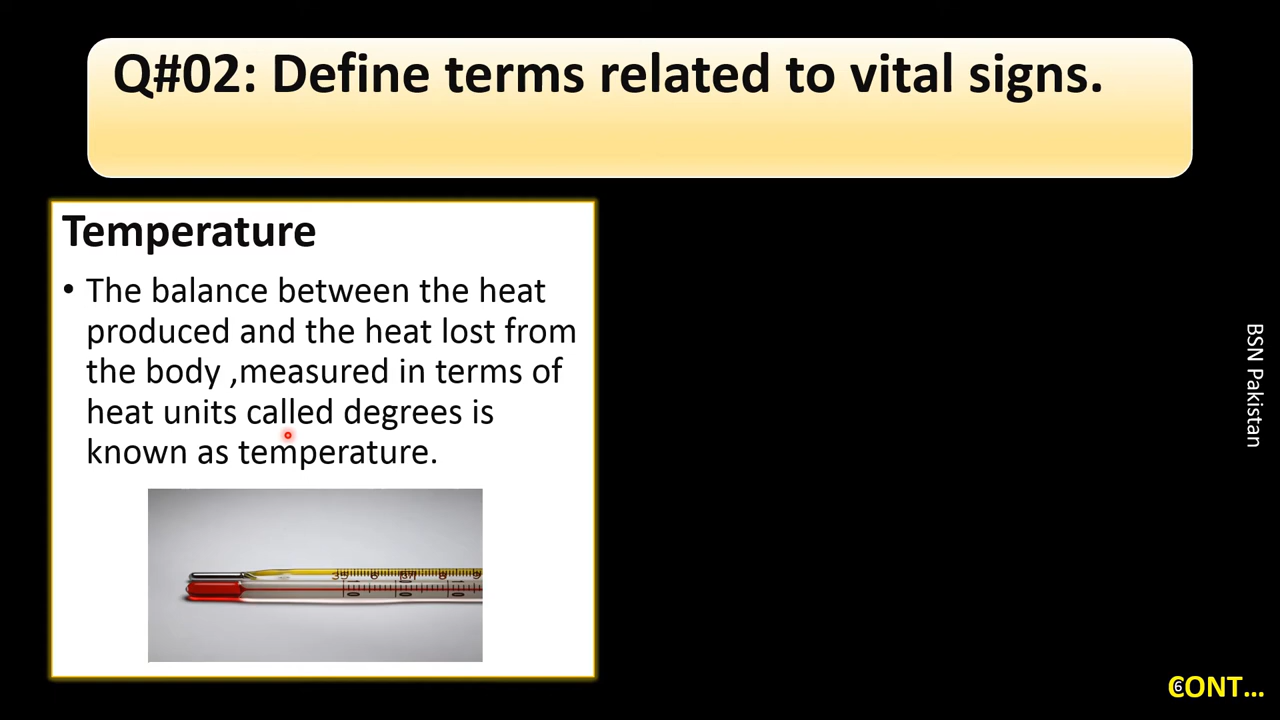 Q#02: Define terms related to vital signs.
Temperature
• The balance between the heat
produced and the heat lost from
the body ,measured in terms of
heat units called degrees is
known as temperature.
BSN Pakistan
6
CONT...